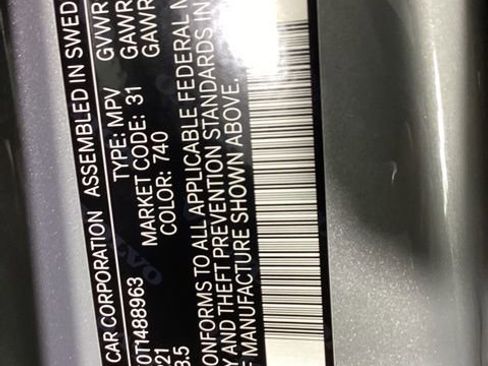 CAR CORPORATION ASSEMBLED IN SWED
0T1488963 TYPE: MPV GVWR
MARKET CODE: 31 GAWR
COLOR: 740 GAWR
21
3.5
ONFORMS TO ALL APPLICABLE FEDERAL M
Y AND THEFT PREVENTION STANDARDS IN
F MANUFACTURE SHOWN ABOVE.